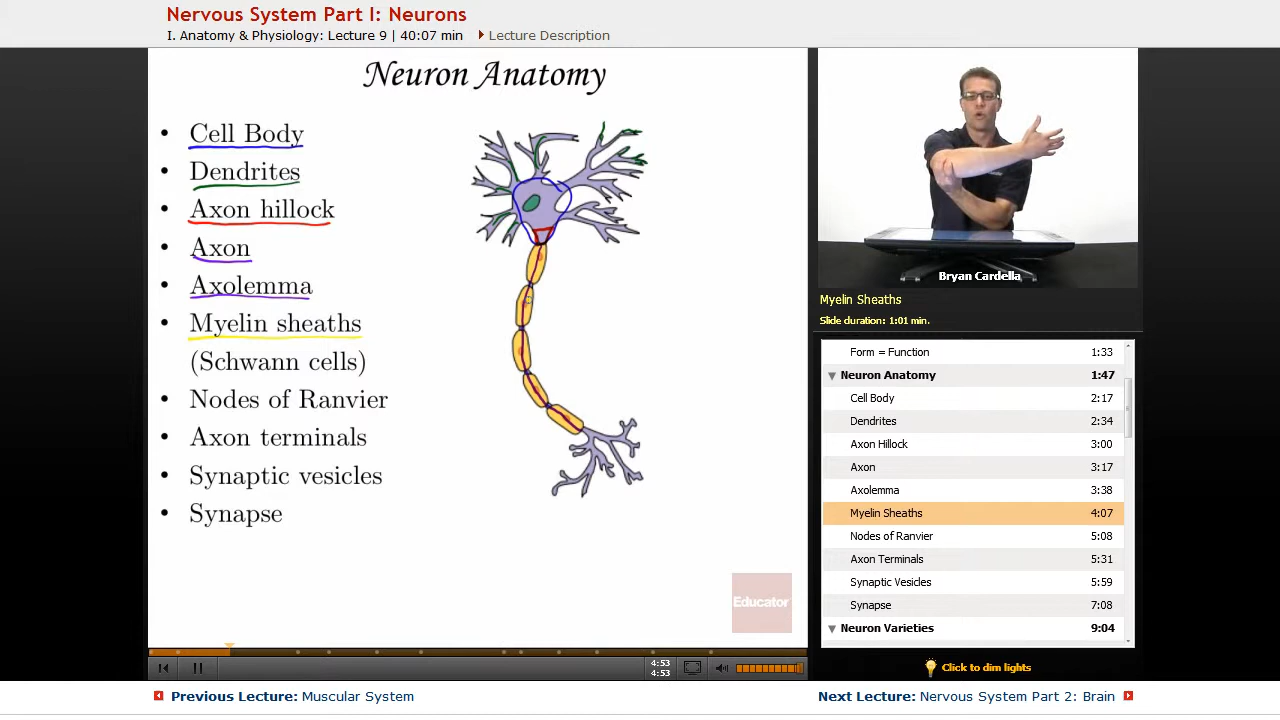 Nervous System Part I: Neurons
I. Anatomy & Physiology: Lecture 9 | 40:07 min
Lecture Description
Neuron Anatomy
• Cell Body
• Dendrites
• Axon hillock
• Axon
• Axolemma
• Myelin sheaths
(Schwann cells)
• Nodes of Ranvier
• Axon terminals
• Synaptic vesicles
• Synapse
Educator
Bryan Cardella
Myelin Sheaths
Slide duration: 1:01 min.
Form = Function 1:33
Neuron Anatomy 1:47
Cell Body 2:17
Dendrites 2:34
Axon Hillock 3:00
Axon 3:17
Axolemma 3:38
Myelin Sheaths 4:07
Nodes of Ranvier 5:08
Axon Terminals 5:31
Synaptic Vesicles 5:59
Synapse 7:08
Neuron Varieties 9:04
4:53
4:53
Click to dim lights
Previous Lecture: Muscular System
Next Lecture: Nervous System Part 2: Brain